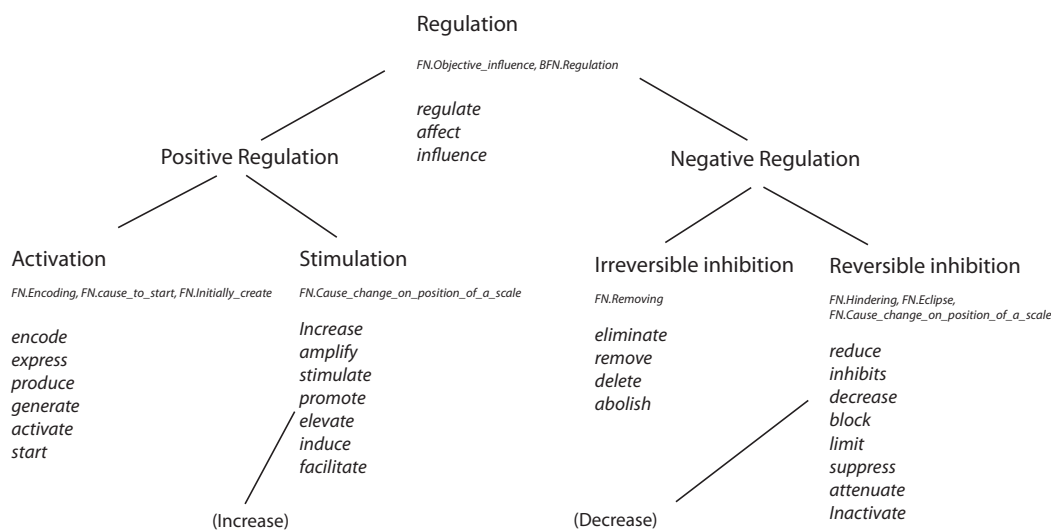 Regulation
FN.Objective_influence, BFN.Regulation
regulate
affect
influence
Positive Regulation
Negative Regulation
Activation
FN.Encoding, FN.cause_to_start, FN.Initially_create
encode
express
produce
generate
activate
start
Stimulation
FN.Cause_change_on_position_of_a_scale
Increase
amplify
stimulate
promote
elevate
induce
facilitate
Irreversible inhibition
FN.Removing
eliminate
remove
delete
abolish
Reversible inhibition
FN.Hindering, FN.Eclipse,
FN.Cause_change_on_position_of_a_scale
reduce
inhibits
decrease
block
limit
suppress
attenuate
Inactivate
(Increase)
(Decrease)